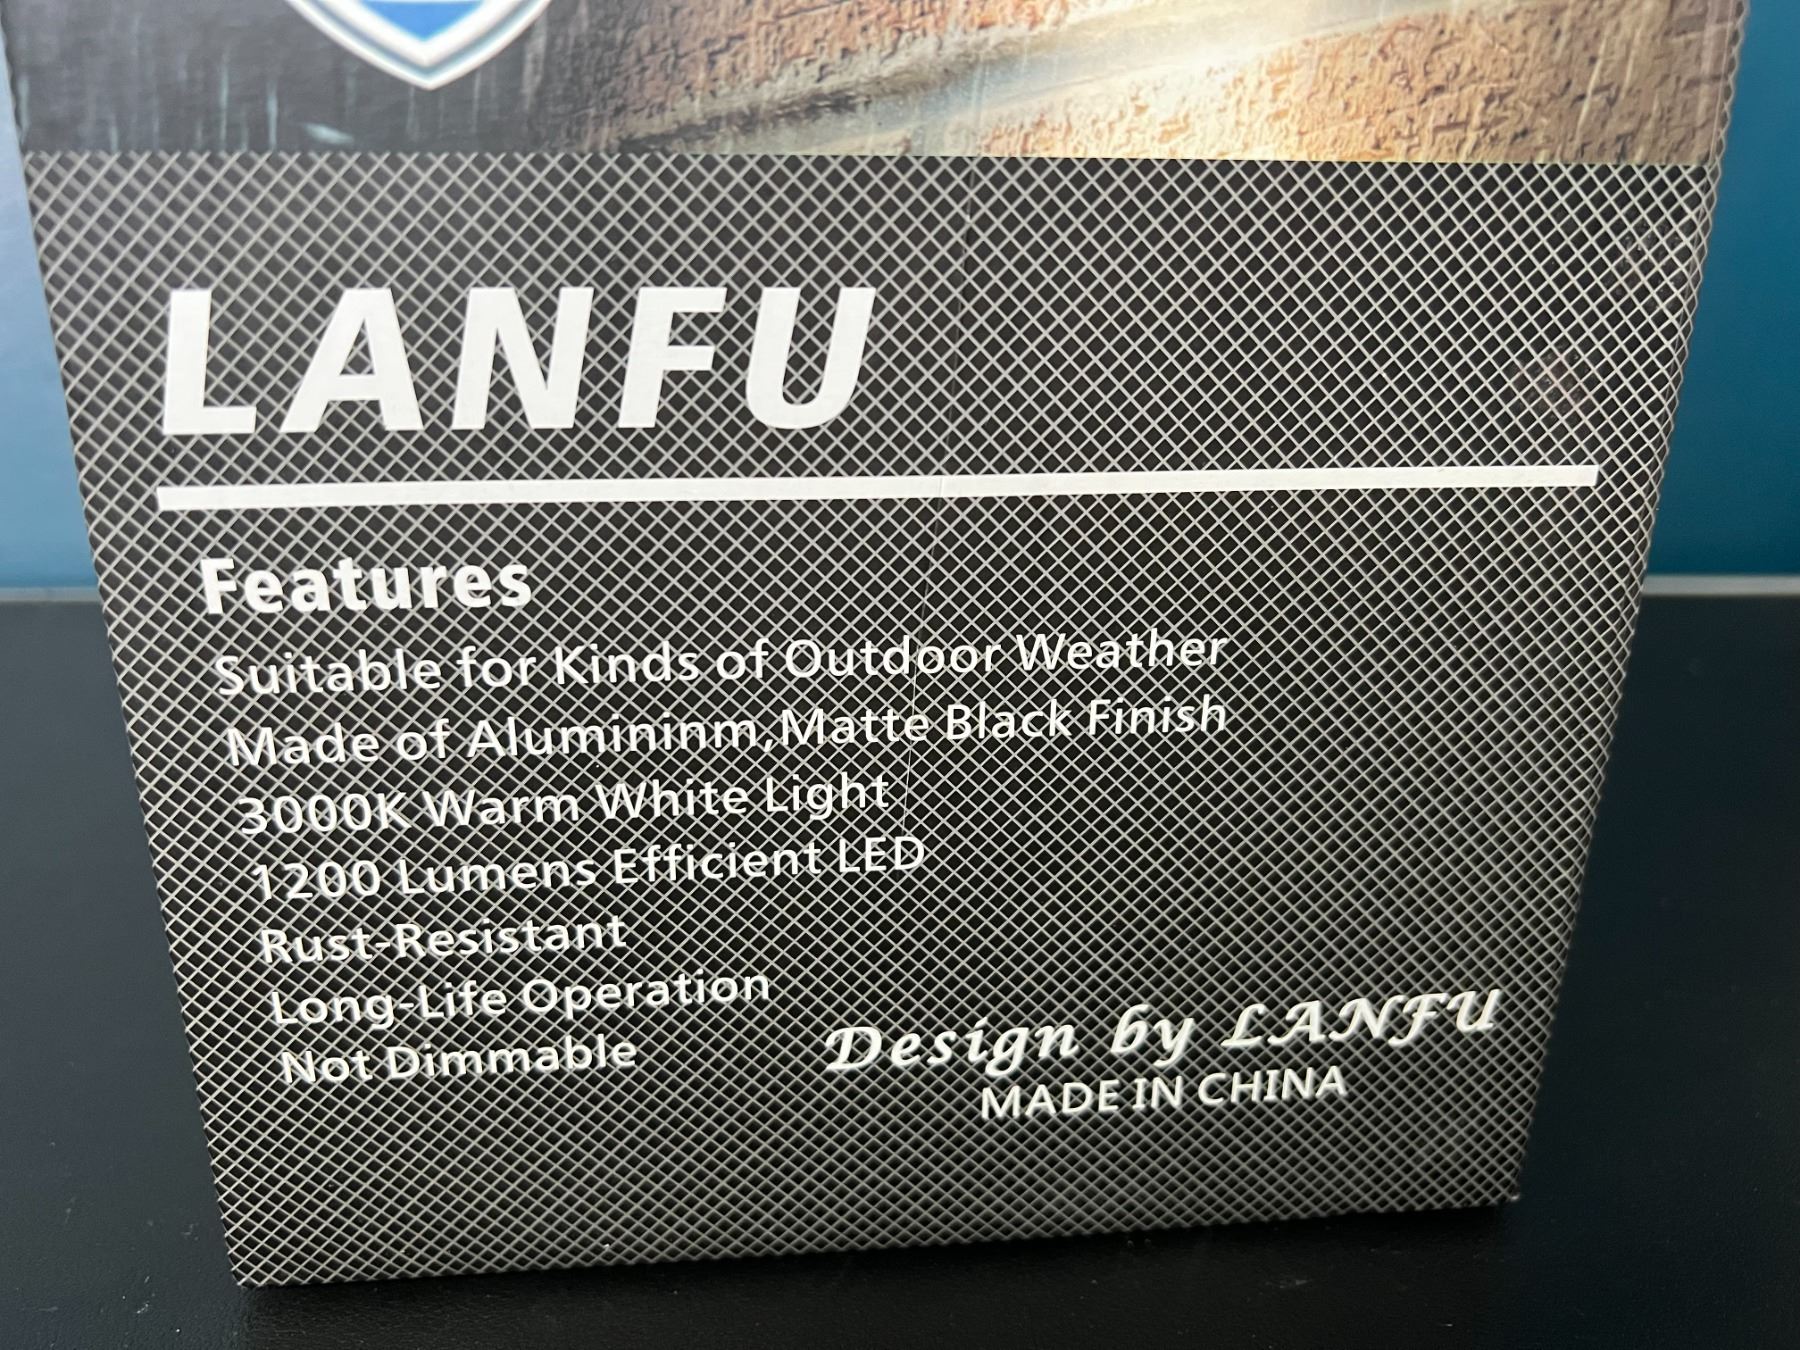 LANFU
Features
Suitable for Kinds of Outdoor Weather
Made of Alumininm,Matte Black Finish
3000K Warm White Light
1200 Lumens Efficient LED
Rust-Resistant
Long-Life Operation
Not Dimmable
Design by LANFU
MADE IN CHINA